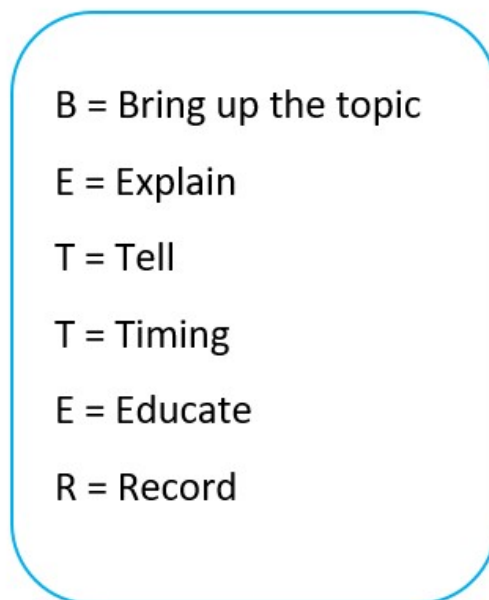 B = Bring up the topic
E = Explain
T = Tell
T = Timing
E = Educate
R = Record